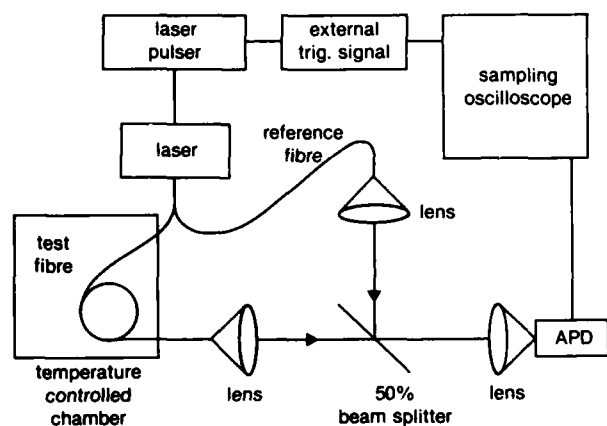 laser
pulser
external
trig. signal
sampling
oscilloscope
laser
reference
fibre
lens
test
fibre
APD
temperature
controlled
chamber
lens
50%
beam splitter
lens